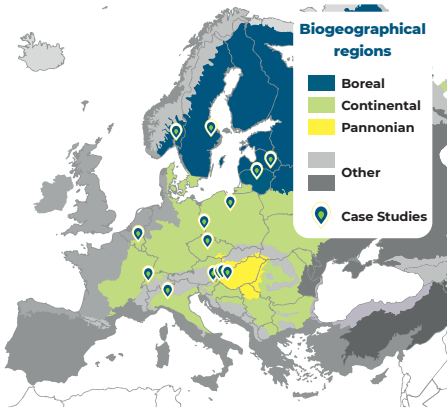 Biogeographical
regions
Boreal
Continental
Pannonian
Other
Case Studies